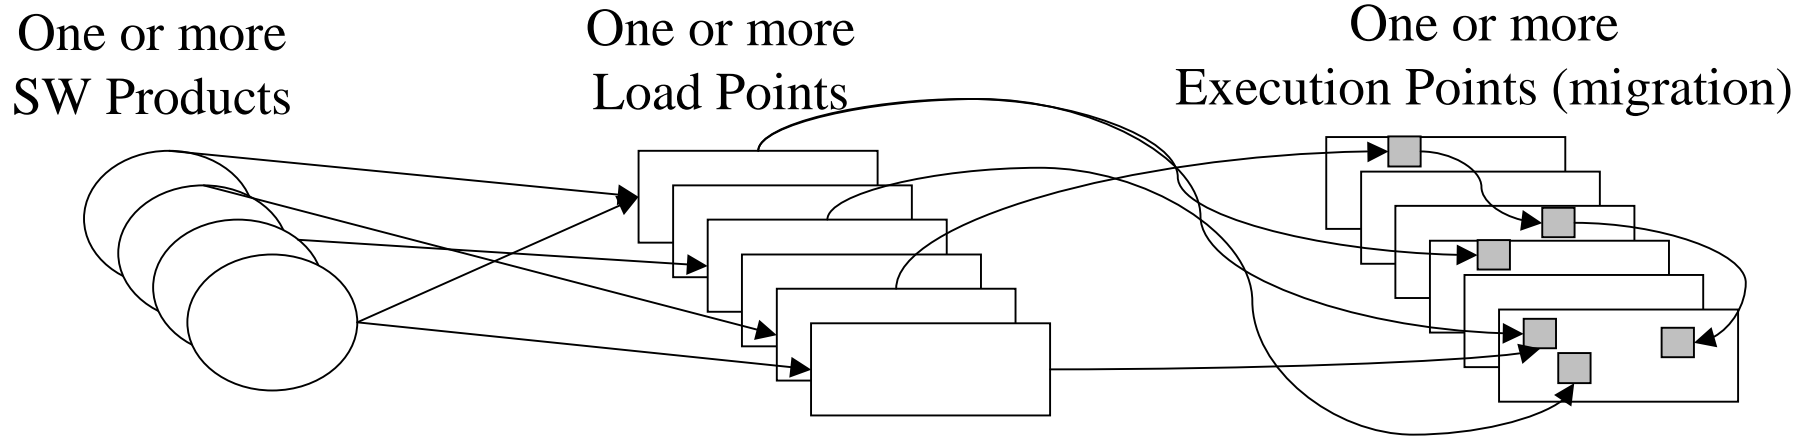 One or more
SW Products
One or more
Load Points
One or more
Execution Points (migration)